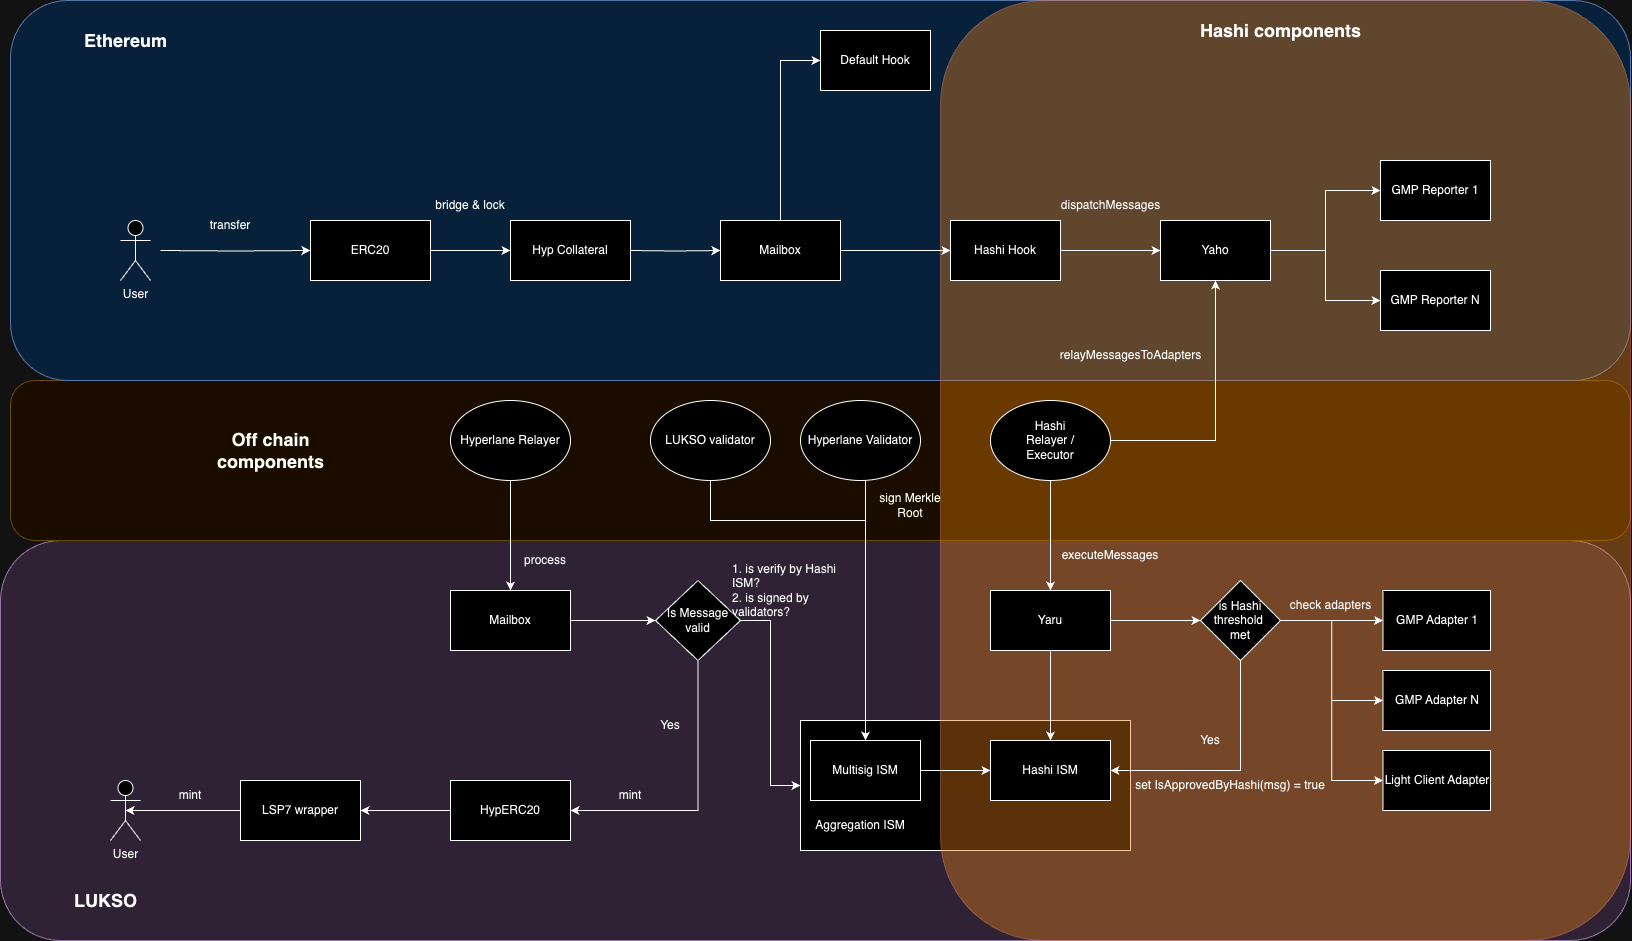 Ethereum
Hashi components
Default Hook
transfer
bridge & lock
dispatchMessages
GMP Reporter 1
User
ERC20
Hyp Collateral
Mailbox
Hashi Hook
Yaho
GMP Reporter N
relayMessagesToAdapters
Off chain
components
Hyperlane Relayer
LUKSO validator
Hyperlane Validator
Hashi
Relayer /
Executor
sign Merkle
Root
process
executeMessages
1. is verify by Hashi
ISM?
2. is signed by
validators?
Mailbox
Is Message
valid
Yaru
is Hashi
threshold
met
check adapters
GMP Adapter 1
GMP Adapter N
Yes
Yes
Multisig ISM
Hashi ISM
set IsApprovedByHashi(msg) = true
Light Client Adapter
Aggregation ISM
mint
LSP7 wrapper
HypERC20
mint
User
LUKSO